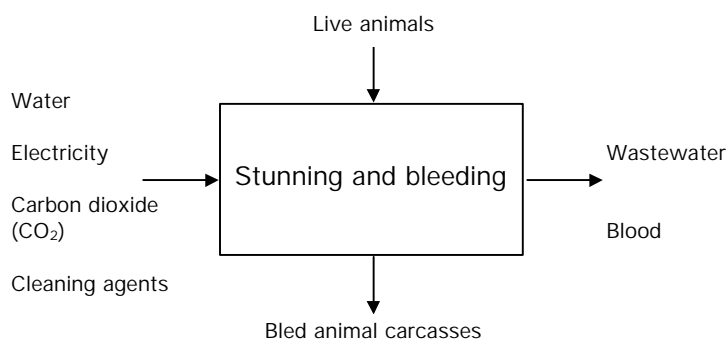 Live animals
Water
Electricity
Carbon dioxide
(CO₂)
Cleaning agents
Stunning and bleeding
Wastewater
Blood
Bled animal carcasses